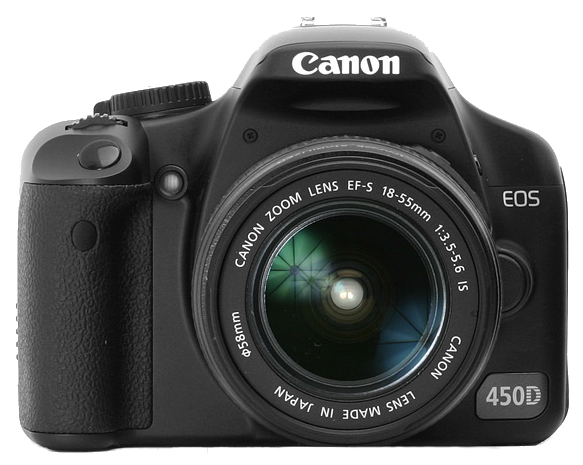 Canon
EOS
CANON ZOOM LENS EF-S 18-55mm 1:3.5-5.6 IS
CANON LENS MADE IN JAPAN
Φ58mm
450D